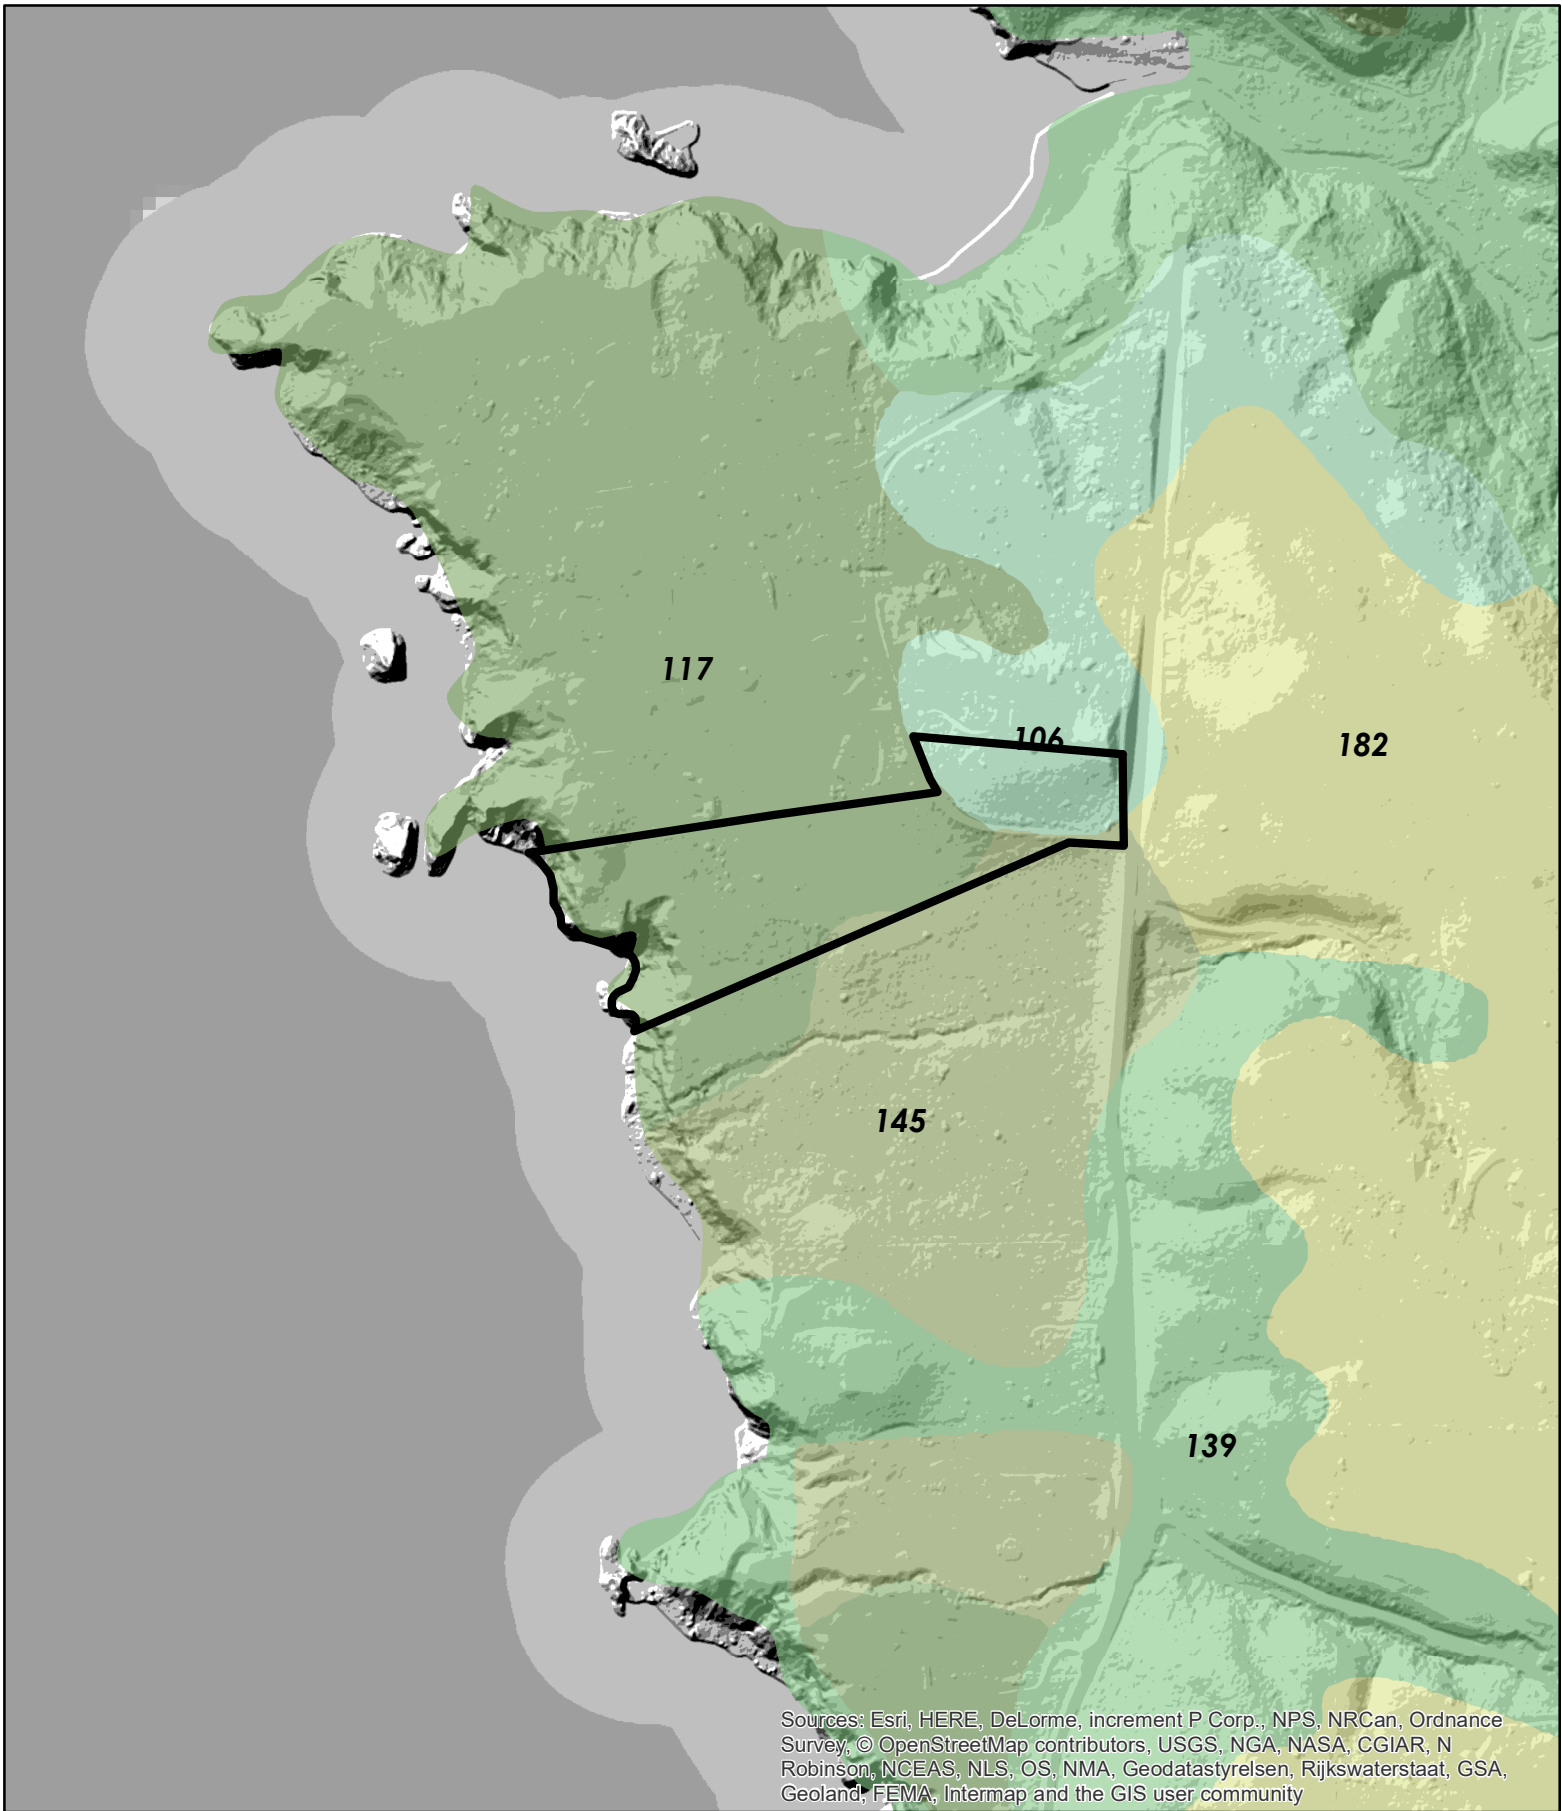 117
106
182
145
139
Sources: Esri, HERE, DeLorme, increment P Corp., NPS, NRCan, Ordnance
Survey, © OpenStreetMap contributors, USGS, NGA, NASA, CGIAR, N
Robinson, NCEAS, NLS, OS, NMA, Geodatastyrelsen, Rijkswaterstaat, GSA,
Geoland, FEMA, Intermap and the GIS user community